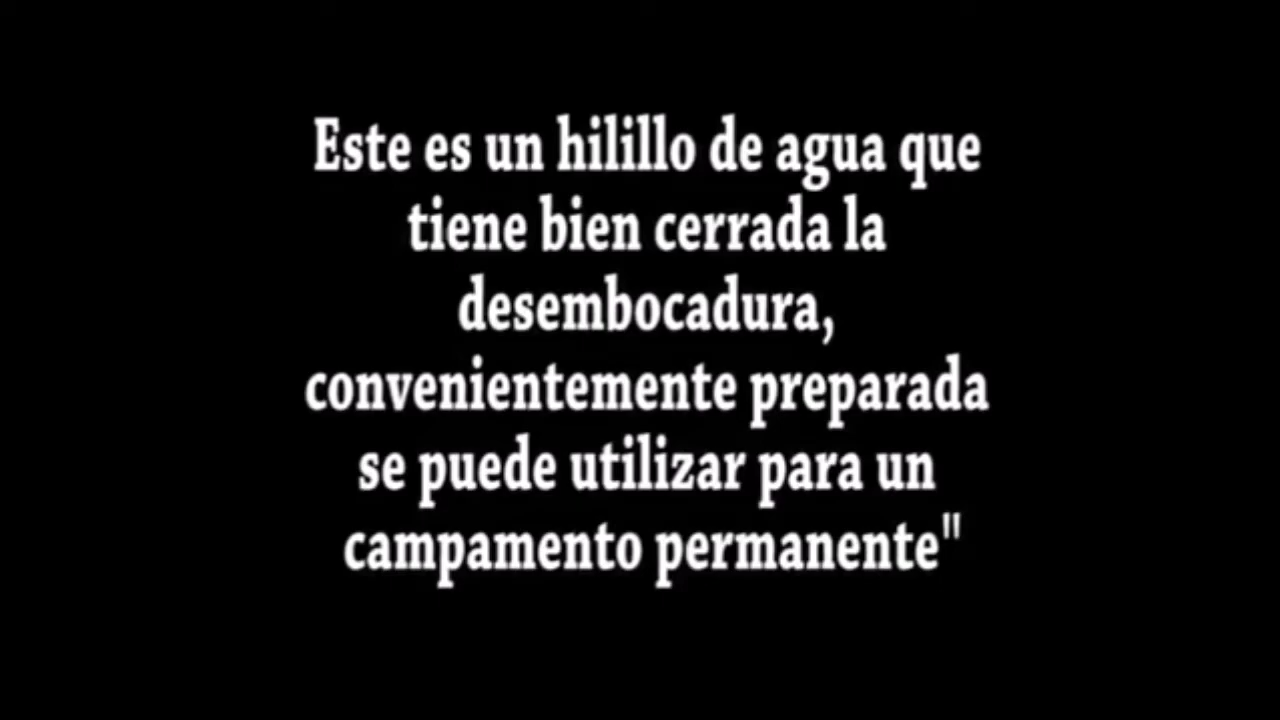 Este es un hilillo de agua que
tiene bien cerrada la
desembocadura,
convenientemente preparada
se puede utilizar para un
campamento permanente"